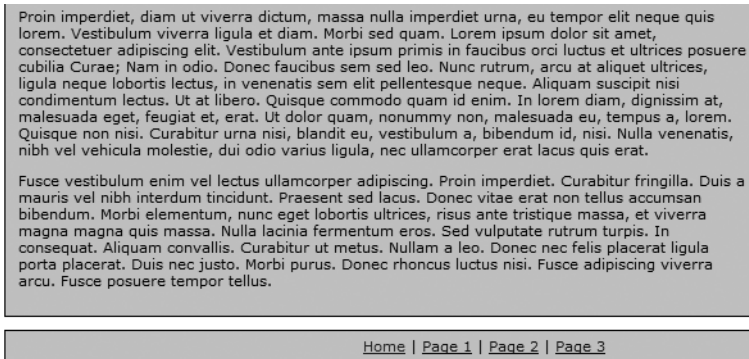 Proin imperdiet, diam ut viverra dictum, massa nulla imperdiet urna, eu tempor elit neque quis
lorem. Vestibulum viverra ligula et diam. Morbi sed quam. Lorem ipsum dolor sit amet,
consectetuer adipiscing elit. Vestibulum ante ipsum primis in faucibus orci luctus et ultrices posuere
cubilia Curae; Nam in odio. Donec faucibus sem sed leo. Nunc rutrum, arcu at aliquet ultrices,
ligula neque lobortis lectus, in venenatis sem elit pellentesque neque. Aliquam suscipit nisi
condimentum lectus. Ut at libero. Quisque commodo quam id enim. In lorem diam, dignissim at,
malesuada eget, feugiat et, erat. Ut dolor quam, nonummy non, malesuada eu, tempus a, lorem.
Quisque non nisi. Curabitur urna nisi, blandit eu, vestibulum a, bibendum id, nisi. Nulla venenatis,
nibh vel vehicula molestie, dui odio varius ligula, nec ullamcorper erat lacus quis erat.
Fusce vestibulum enim vel lectus ullamcorper adipiscing. Proin imperdiet. Curabitur fringilla. Duis a
mauris vel nibh interdum tincidunt. Praesent sed lacus. Donec vitae erat non tellus accumsan
bibendum. Morbi elementum, nunc eget lobortis ultrices, risus ante tristique massa, et viverra
magna magna quis massa. Nulla lacinia fermentum eros. Sed vulputate rutrum turpis. In
consequat. Aliquam convallis. Curabitur ut metus. Nullam a leo. Donec nec felis placerat ligula
porta placerat. Duis nec justo. Morbi purus. Donec rhoncus luctus nisi. Fusce adipiscing viverra
arcu. Fusce posuere tempor tellus.
Home | Page 1 | Page 2 | Page 3